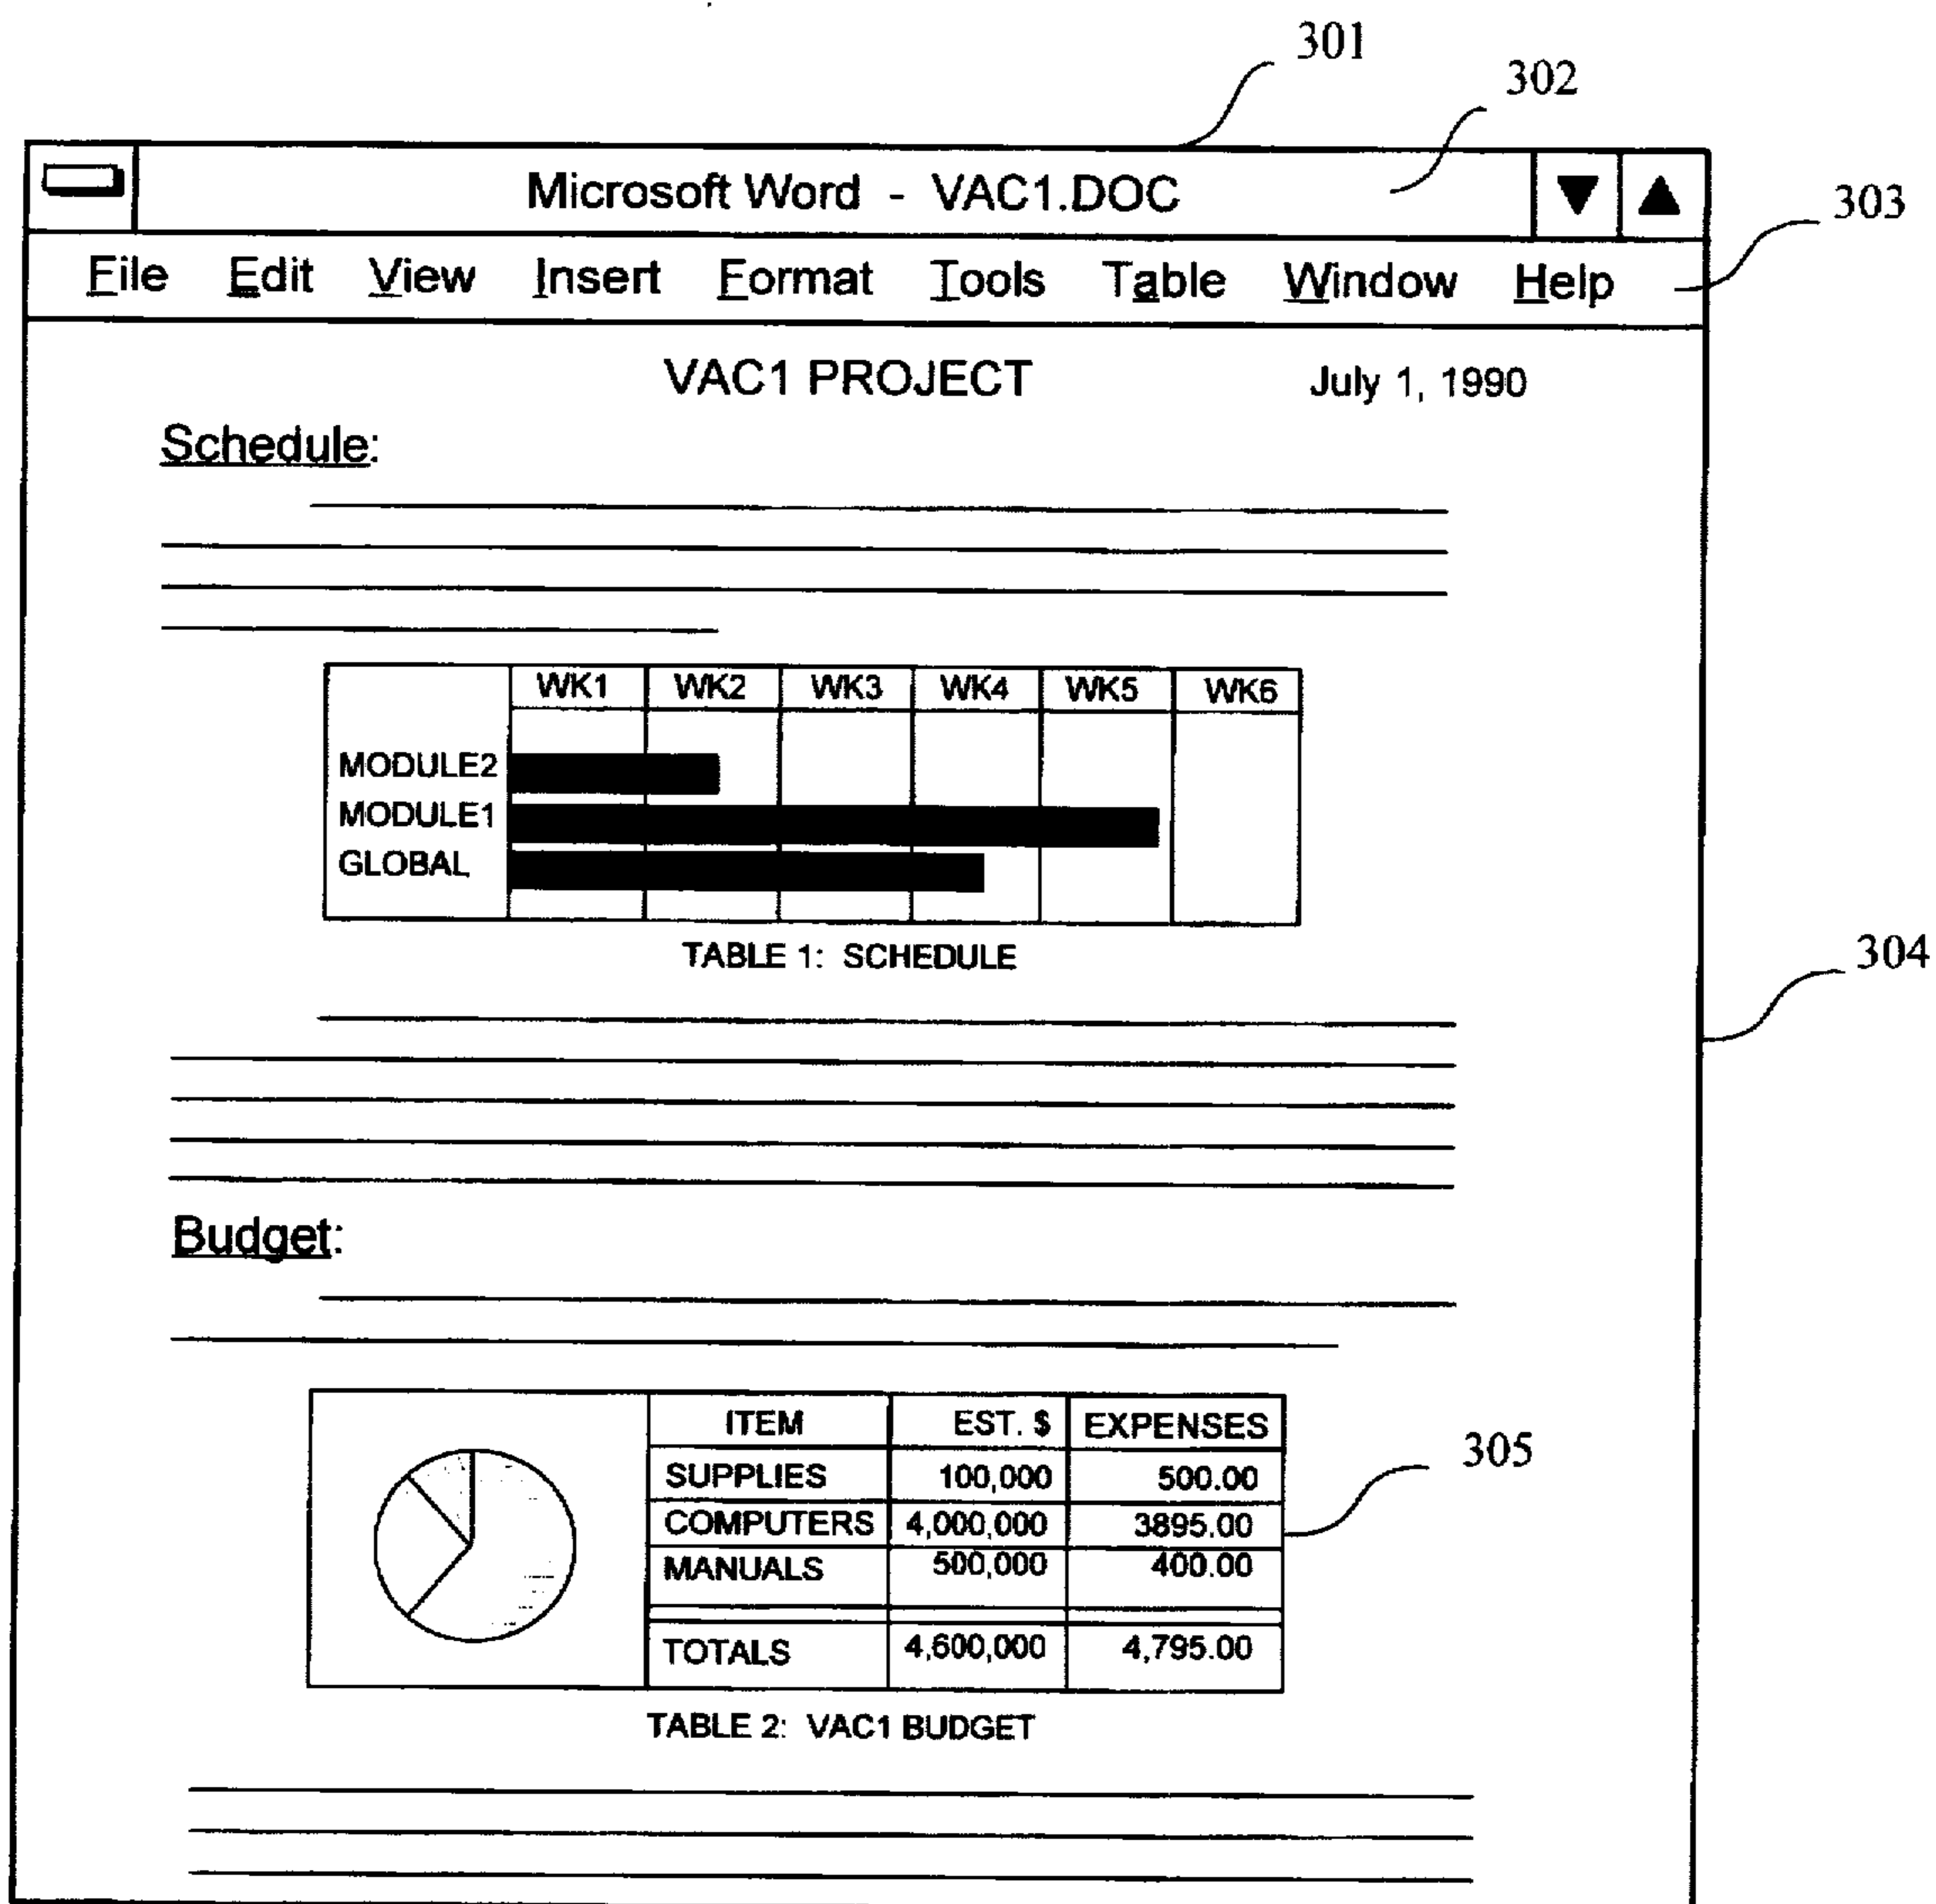 301
302
Microsoft Word - VAC1.DOC
303
File Edit View Insert Format Tools Table Window Help
VAC1 PROJECT July 1, 1990
Schedule:
WK1 WK2 WK3 WK4 WK5 WK6
MODULE2
MODULE1
GLOBAL
TABLE 1: SCHEDULE
304
Budget:
ITEM EST. $ EXPENSES
305
SUPPLIES 100,000 500.00
COMPUTERS 4,000,000 3895.00
MANUALS 500,000 400.00
TOTALS 4,600,000 4,795.00
TABLE 2: VAC1 BUDGET